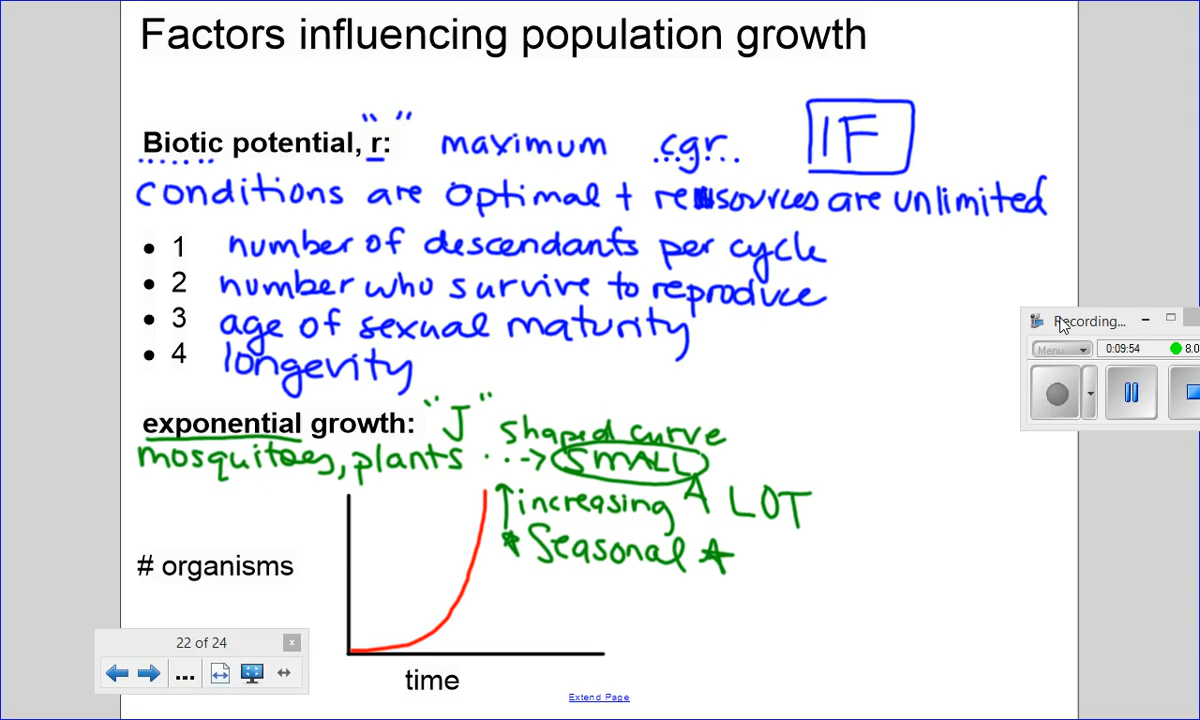 Factors influencing population growth
Biotic potential, "r": maximum cgr IF
conditions are optimal + resources are unlimited
• 1 number of descendants per cycle
• 2 number who survive to reproduce
• 3 age of sexual maturity
• 4 longevity
exponential growth: "J" shaped curve
mosquitoes, plants ...→ SMALL
↑increasing A LOT
* Seasonal *
# organisms
time
Extend Page
22 of 24
x
...
Recording...
Menu
0:09:54
8.0